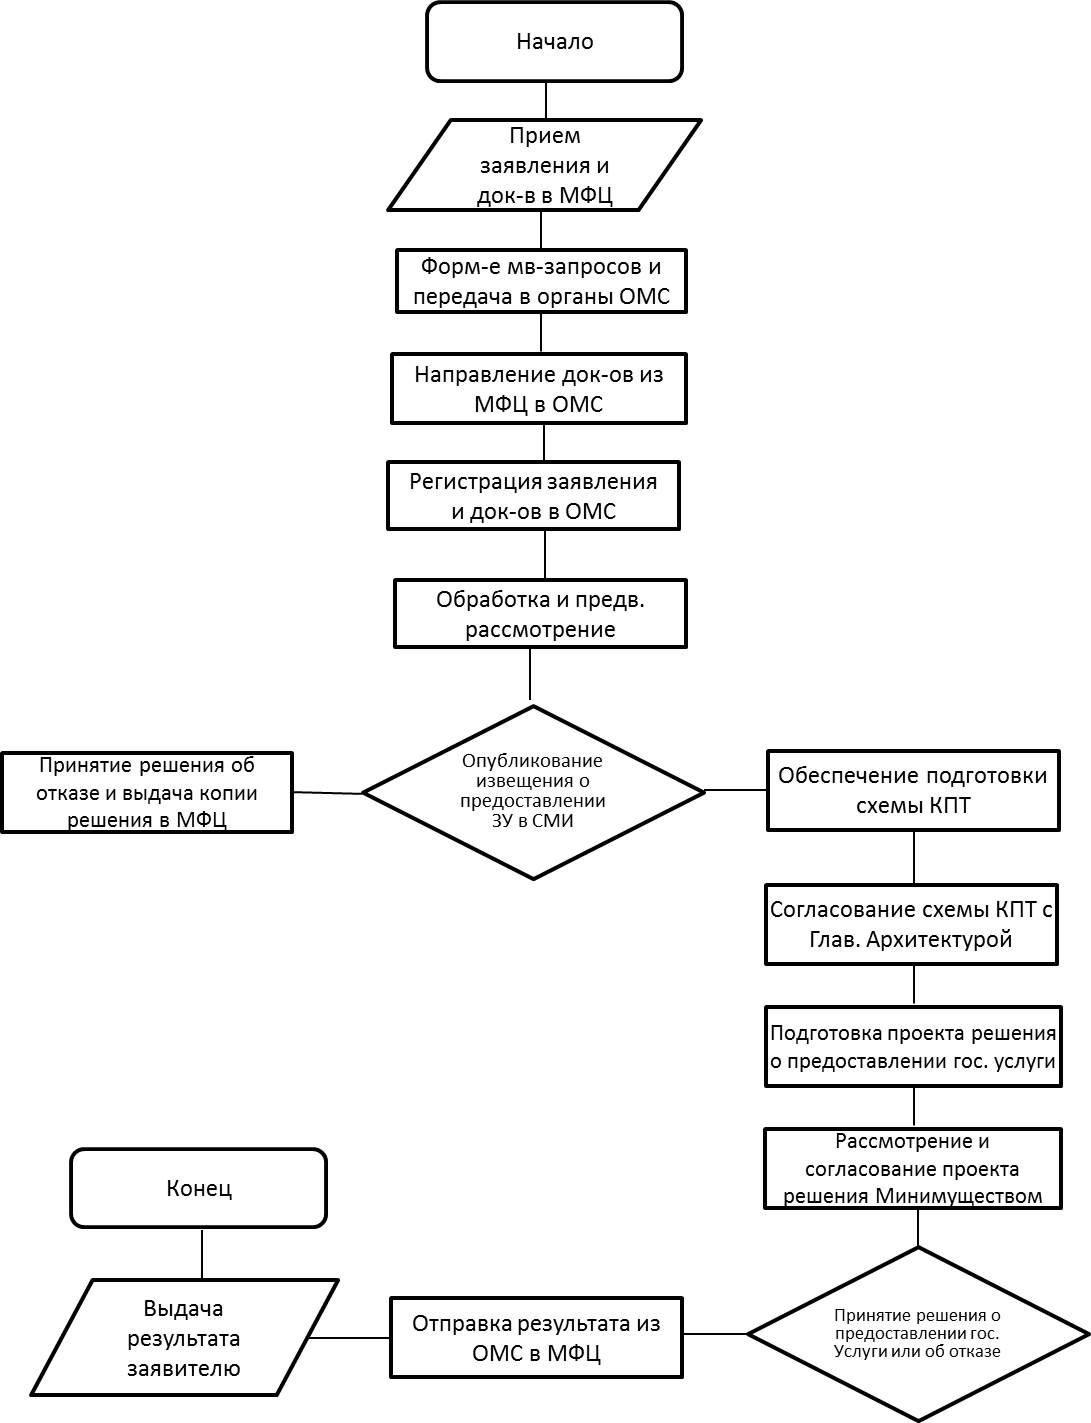 Начало
Прием
заявления и
док-в в МФЦ
Форм-е мв-запросов и
передача в органы ОМС
Направление док-ов из
МФЦ в ОМС
Регистрация заявления
и док-ов в ОМС
Обработка и предв.
рассмотрение
Опубликование
извещения о
предоставлении
ЗУ в СМИ
Принятие решения об
отказе и выдача копии
решения в МФЦ
Обеспечение подготовки
схемы КПТ
Согласование схемы КПТ с
Глав. Архитектурой
Подготовка проекта решения
о предоставлении гос. услуги
Рассмотрение и
согласование проекта
решения Минимуществом
Принятие решения о
предоставлении гос.
Услуги или об отказе
Отправка результата из
ОМС в МФЦ
Выдача
результата
заявителю
Конец